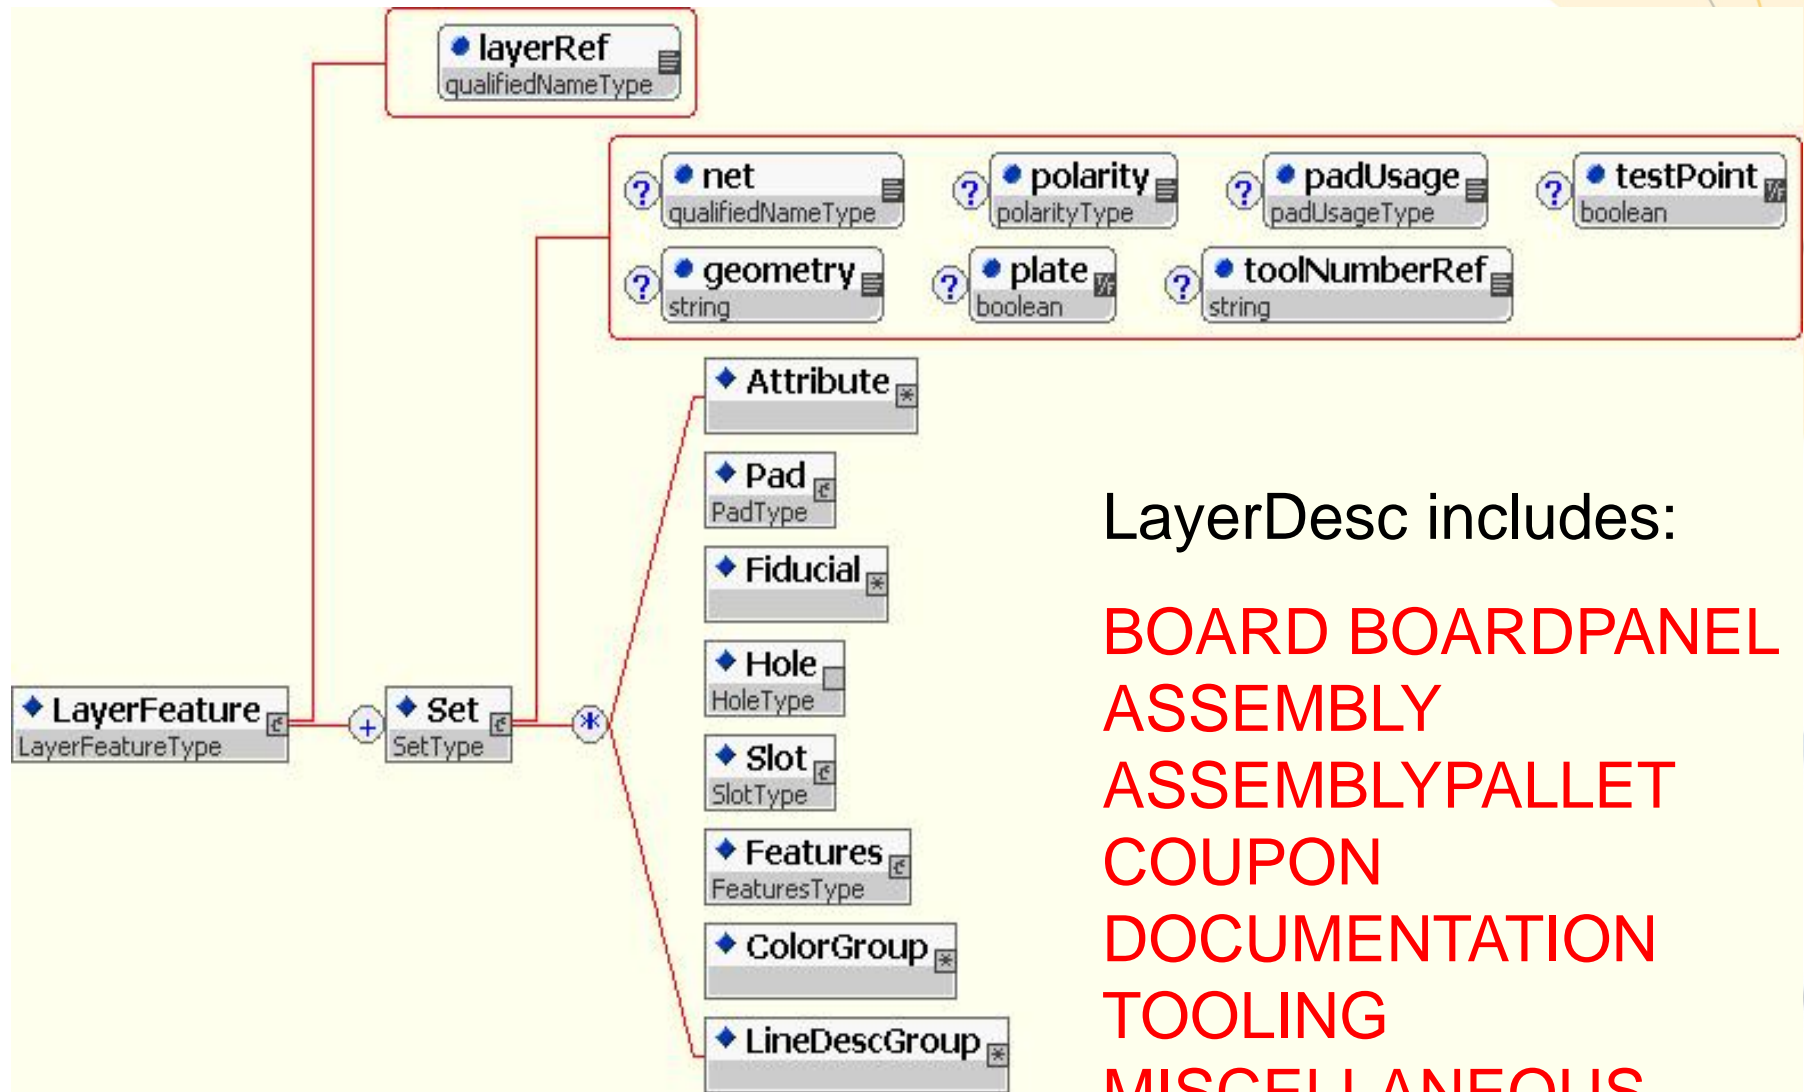 layerRef
qualifiedNameType
? net
qualifiedNameType
? polarity
polarityType
? padUsage
padUsageType
? testPoint
boolean
? geometry
string
? plate
boolean
? toolNumberRef
string
Attribute
Pad
PadType
Fiducial
Hole
HoleType
LayerFeature
LayerFeatureType
+
Set
SetType
*
Slot
SlotType
Features
FeaturesType
ColorGroup
LineDescGroup
LayerDesc includes:
BOARD BOARDPANEL
ASSEMBLY
ASSEMBLYPALLET
COUPON
DOCUMENTATION
TOOLING
MISCELLANEOUS